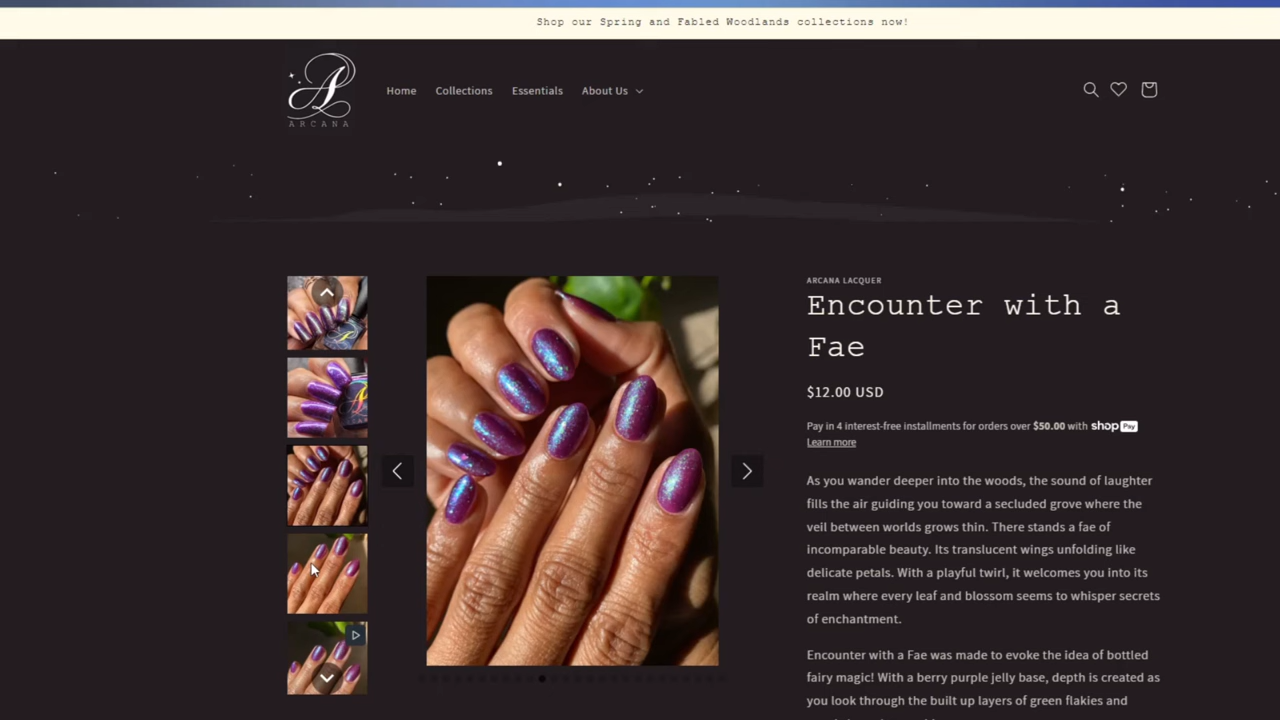 Shop our Spring and Fabled Woodlands collections now!
A
ARCANA
Home Collections Essentials About Us
ARCANA LACQUER
Encounter with a
Fae
$12.00 USD
Pay in 4 interest-free installments for orders over $50.00 with shop Pay
Learn more
As you wander deeper into the woods, the sound of laughter
fills the air guiding you toward a secluded grove where the
veil between worlds grows thin. There stands a fae of
incomparable beauty. Its translucent wings unfolding like
delicate petals. With a playful twirl, it welcomes you into its
realm where every leaf and blossom seems to whisper secrets
of enchantment.
Encounter with a Fae was made to evoke the idea of bottled
fairy magic! With a berry purple jelly base, depth is created as
you look through the built up layers of green flakies and